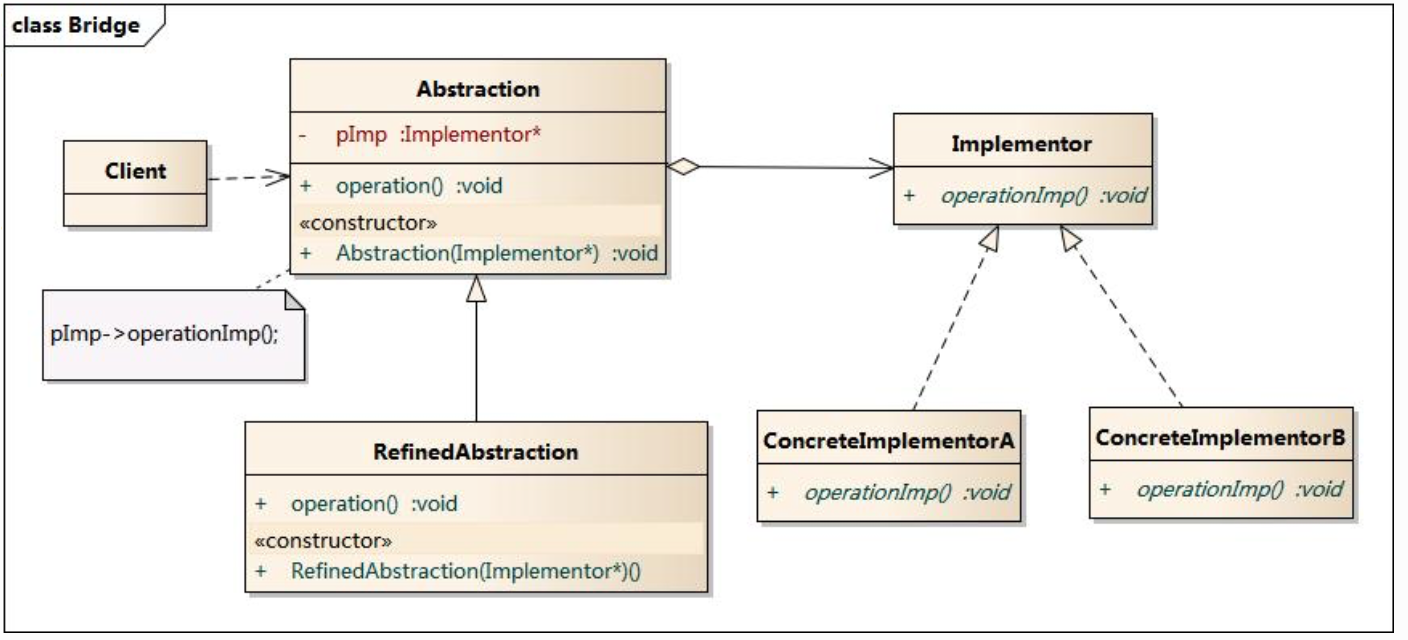 class Bridge
Abstraction
- pImp :Implementor*
+ operation() :void
«constructor»
+ Abstraction(Implementor*) :void
Client
Implementor
+ operationImp() :void
pImp->operationImp();
RefinedAbstraction
+ operation() :void
«constructor»
+ RefinedAbstraction(Implementor*)()
ConcreteImplementorA
+ operationImp() :void
ConcreteImplementorB
+ operationImp() :void